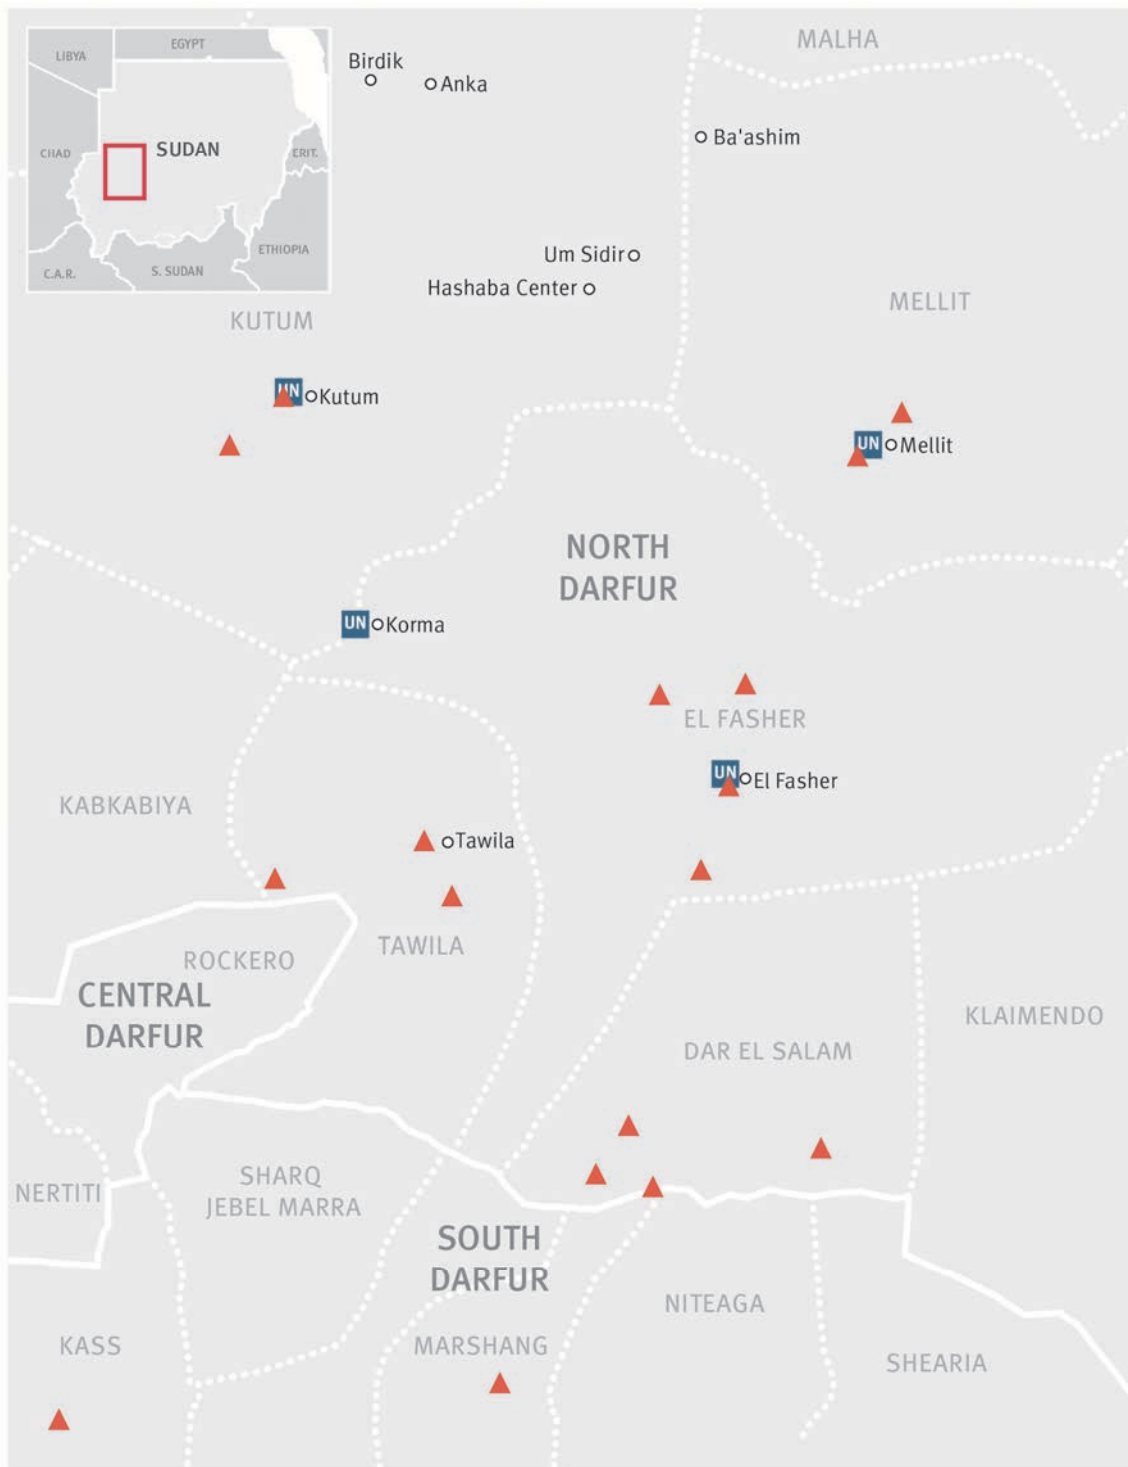 EGYPT
LIBYA
CHAD
SUDAN
ERIT.
ETHIOPIA
C.A.R.
S. SUDAN
MALHA
Birdik
Anka
Ba'ashim
Um Sidir
Hashaba Center
MELLIT
KUTUM
UN
Kutum
UN
Mellit
NORTH
DARFUR
UN
Korma
EL FASHER
UN
El Fasher
KABKABIYA
Tawila
TAWILA
ROCKERO
CENTRAL
DARFUR
KLAIMENDO
DAR EL SALAM
NERTITI
SHARQ
JEBEL MARRA
SOUTH
DARFUR
NITEAGA
KASS
MARSHANG
SHEARIA